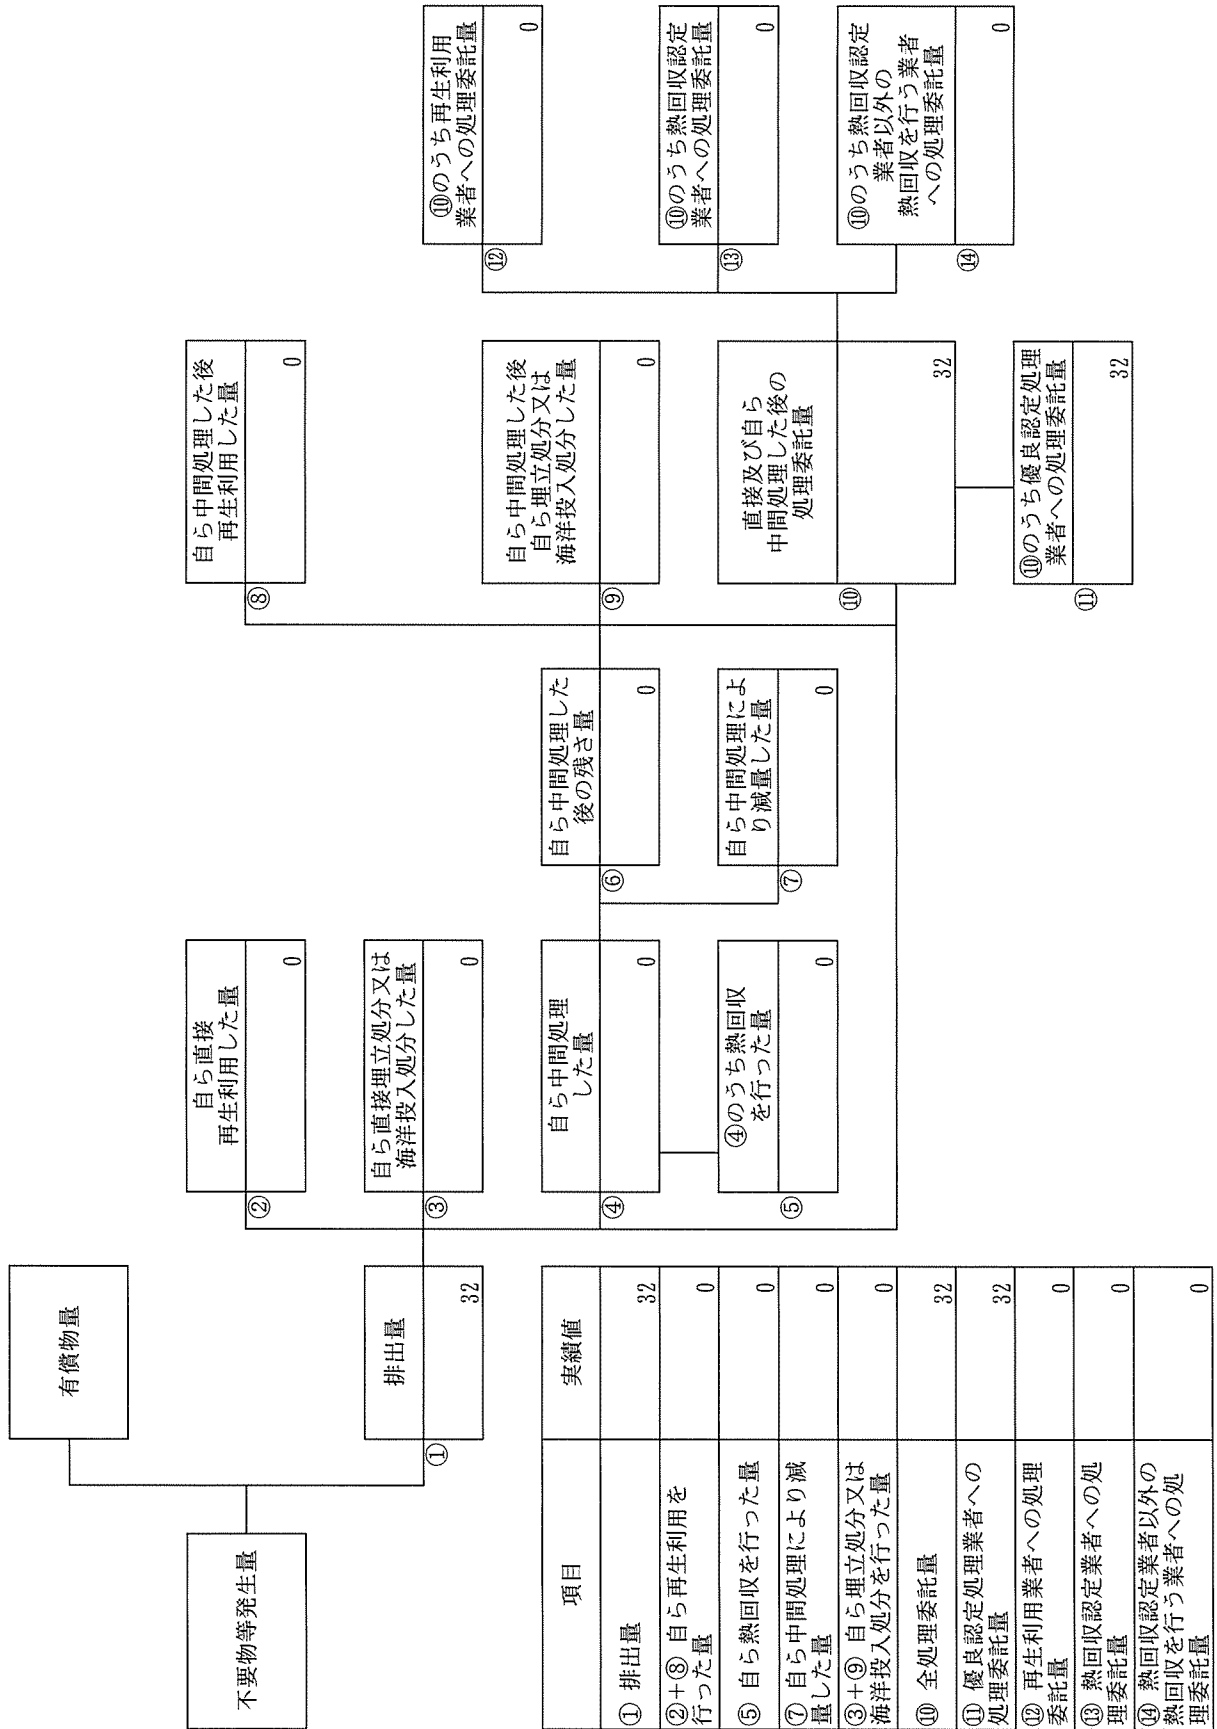 不要物等発生量
有償物量
排出量
①
32
自ら直接
再生利用した量
②
0
自ら直接埋立処分又は
海洋投入処分した量
③
0
自ら中間処理
した量
④
0
④のうち熱回収
を行った量
⑤
0
自ら中間処理した
後の残さ量
⑥
0
自ら中間処理によ
り減量した量
⑦
0
自ら中間処理した後
再生利用した量
⑧
0
自ら中間処理した後
自ら埋立処分又は
海洋投入処分した量
⑨
0
直接及び自ら
中間処理した後の
処理委託量
⑩
32
⑩のうち優良認定処理
業者への処理委託量
⑪
32
⑩のうち再生利用
業者への処理委託量
⑫
0
⑩のうち熱回収認定
業者への処理委託量
⑬
0
⑩のうち熱回収認定
業者以外の
熱回収を行う業者
への処理委託量
⑭
0
項目 実績値
① 排出量 32
②+⑧ 自ら再生利用を
行った量 0
⑤ 自ら熱回収を行った量 0
⑦ 自ら中間処理により減
量した量 0
③+⑨ 自ら埋立処分又は
海洋投入処分を行った量 0
⑩ 全処理委託量 32
⑪ 優良認定処理業者への
処理委託量 32
⑫ 再生利用業者への処理
委託量 0
⑬ 熱回収認定業者への処
理委託量 0
⑭ 熱回収認定業者以外の
熱回収を行う業者への処
理委託量 0